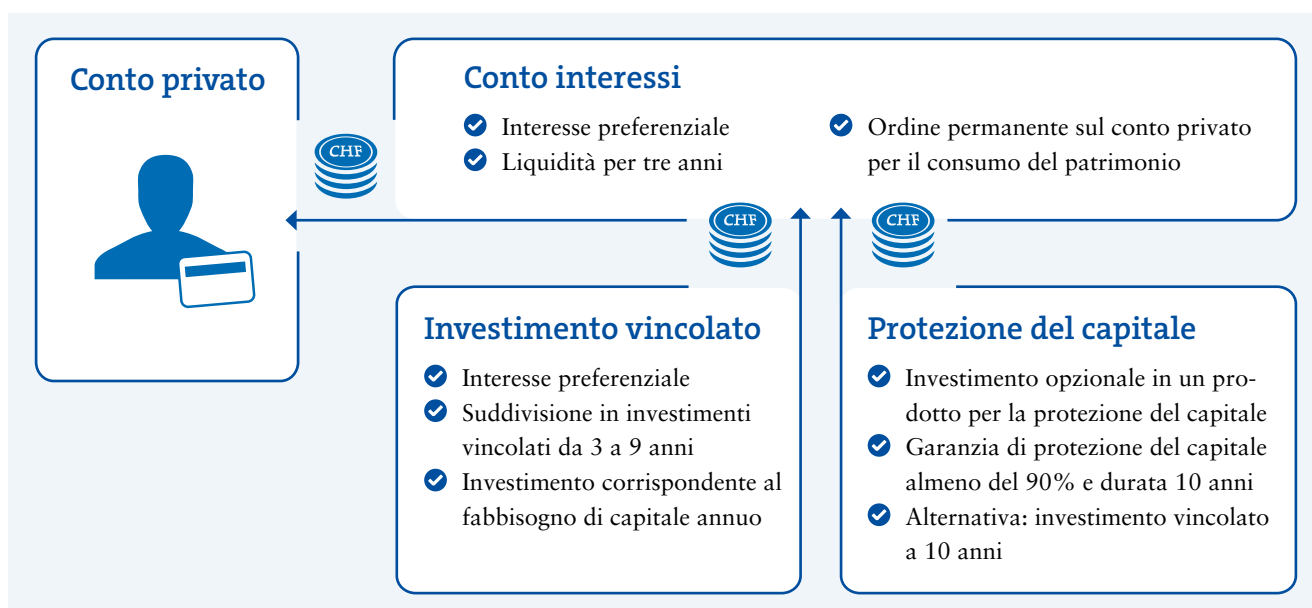 Conto privato
CHF
Conto interessi
Interesse preferenziale
Liquidità per tre anni
Ordine permanente sul conto privato
per il consumo del patrimonio
CHF
CHF
Investimento vincolato
Interesse preferenziale
Suddivisione in investimenti
vincolati da 3 a 9 anni
Investimento corrispondente al
fabbisogno di capitale annuo
Protezione del capitale
Investimento opzionale in un pro-
dotto per la protezione del capitale
Garanzia di protezione del capitale
almeno del 90% e durata 10 anni
Alternativa: investimento vincolato
a 10 anni